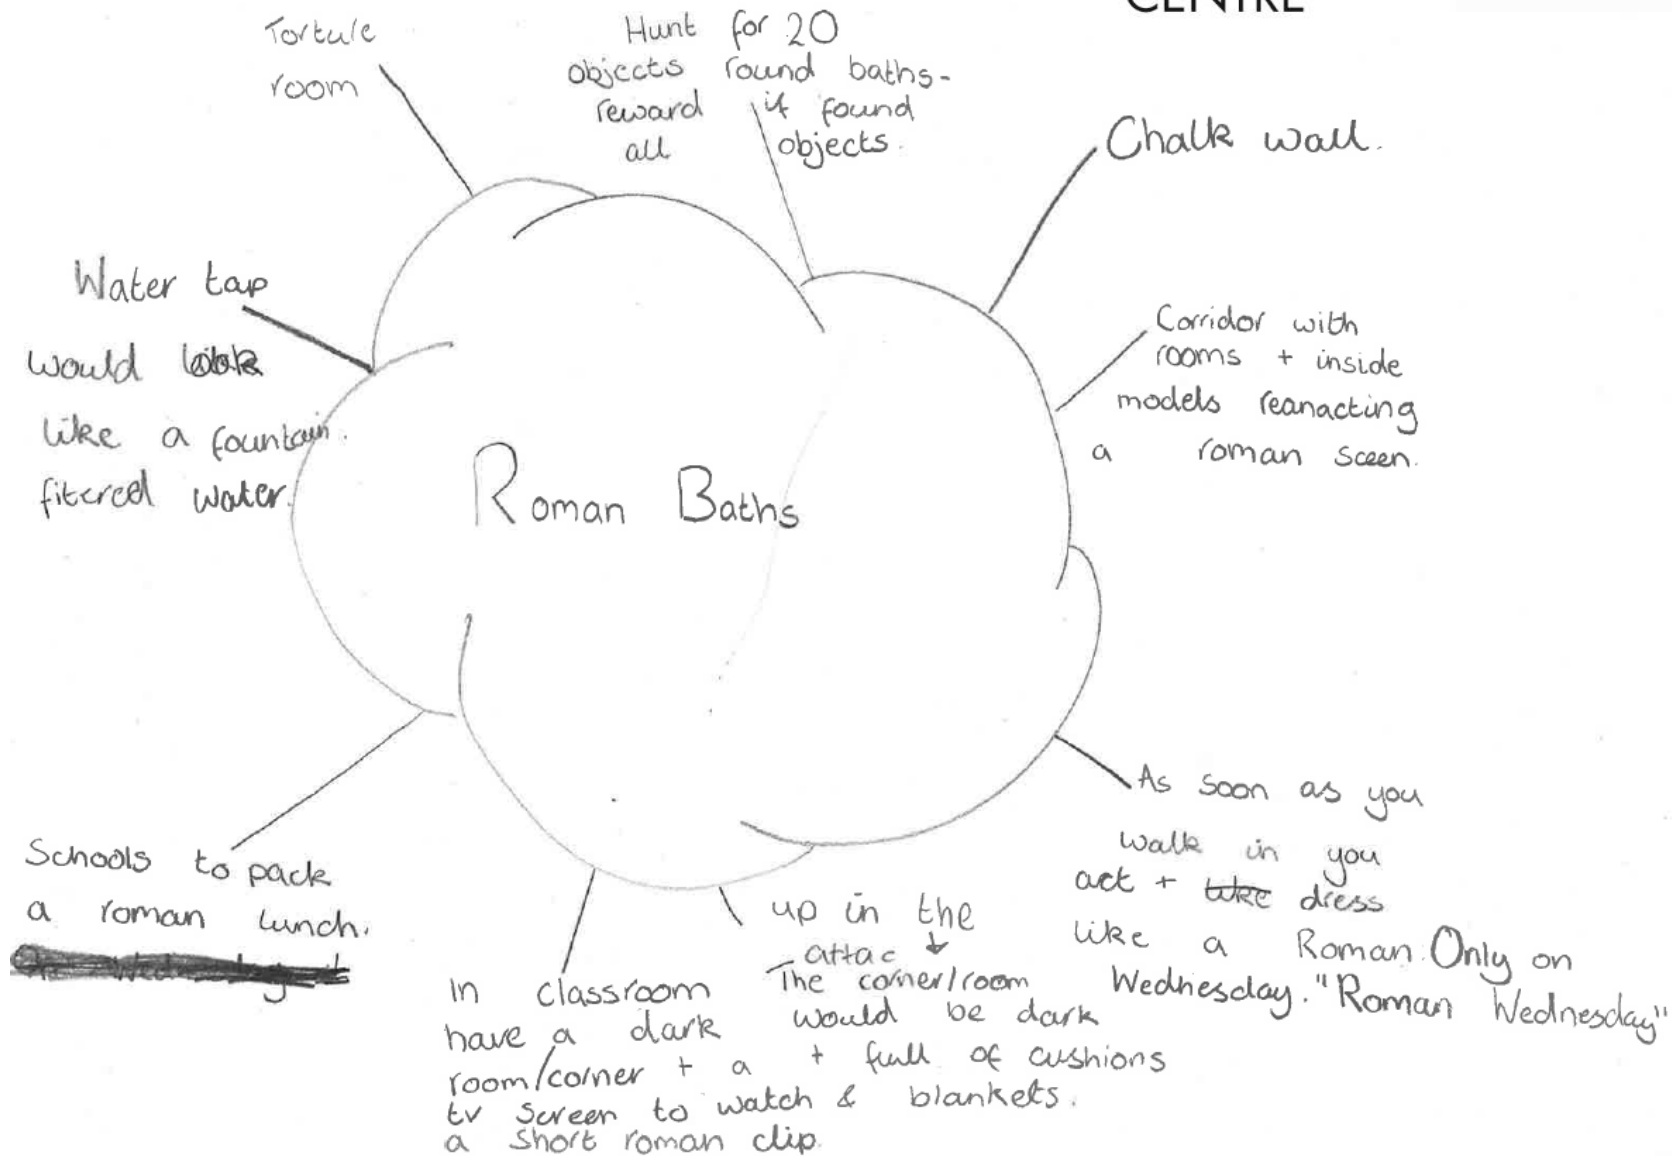 CENTRE
Tortule
room
Hunt for 20
objects round baths-
reward if found
all objects.
Chalk wall.
Water tap
would look
like a fountain.
fitered water.
Corridor with
rooms + inside
models reanacting
a roman sceen.
Roman Baths
As soon as you
walk in you
act + like dress
like a Roman. Only on
Wednesday. "Roman Wednesday"
Schools to pack
a roman lunch.
In classroom
have a dark
room/corner + a
tv screen to watch
a short roman clip.
up in the
attac ↓
The corner/room
would be dark
+ full of cushions
& blankets.